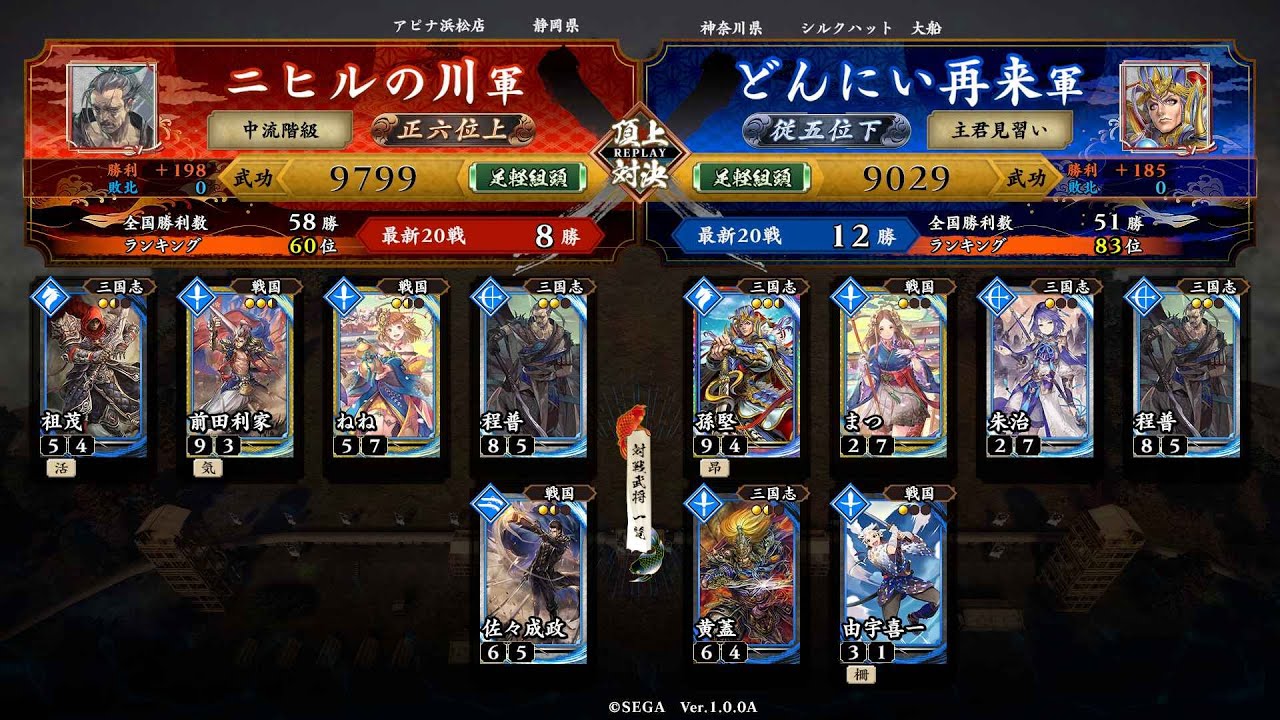 アピナ浜松店 静岡県
神奈川県 シルクハット 大船
ニヒルの川軍
中流階級
正六位上
勝利 +198
敗北 0
武功
9799
足軽組頭
全国勝利数 58勝
ランキング 60位
最新20戦 8勝
頂上
REPLAY
対決
どんにい再来軍
従五位下
主君見習い
足軽組頭
9029
武功
勝利 +185
敗北 0
最新20戦 12勝
全国勝利数 51勝
ランキング 83位
三国志
祖茂
5 4
活
戦国
前田利家
9 3
気
戦国
ねね
5 7
三国志
程普
8 5
戦国
佐々成政
6 5
対戦武将一覧
三国志
孫堅
9 4
昂
戦国
まつ
2 7
三国志
朱治
2 7
三国志
程普
8 5
三国志
黄蓋
6 4
戦国
由宇喜一
3 1
柵
©SEGA Ver.1.0.0A